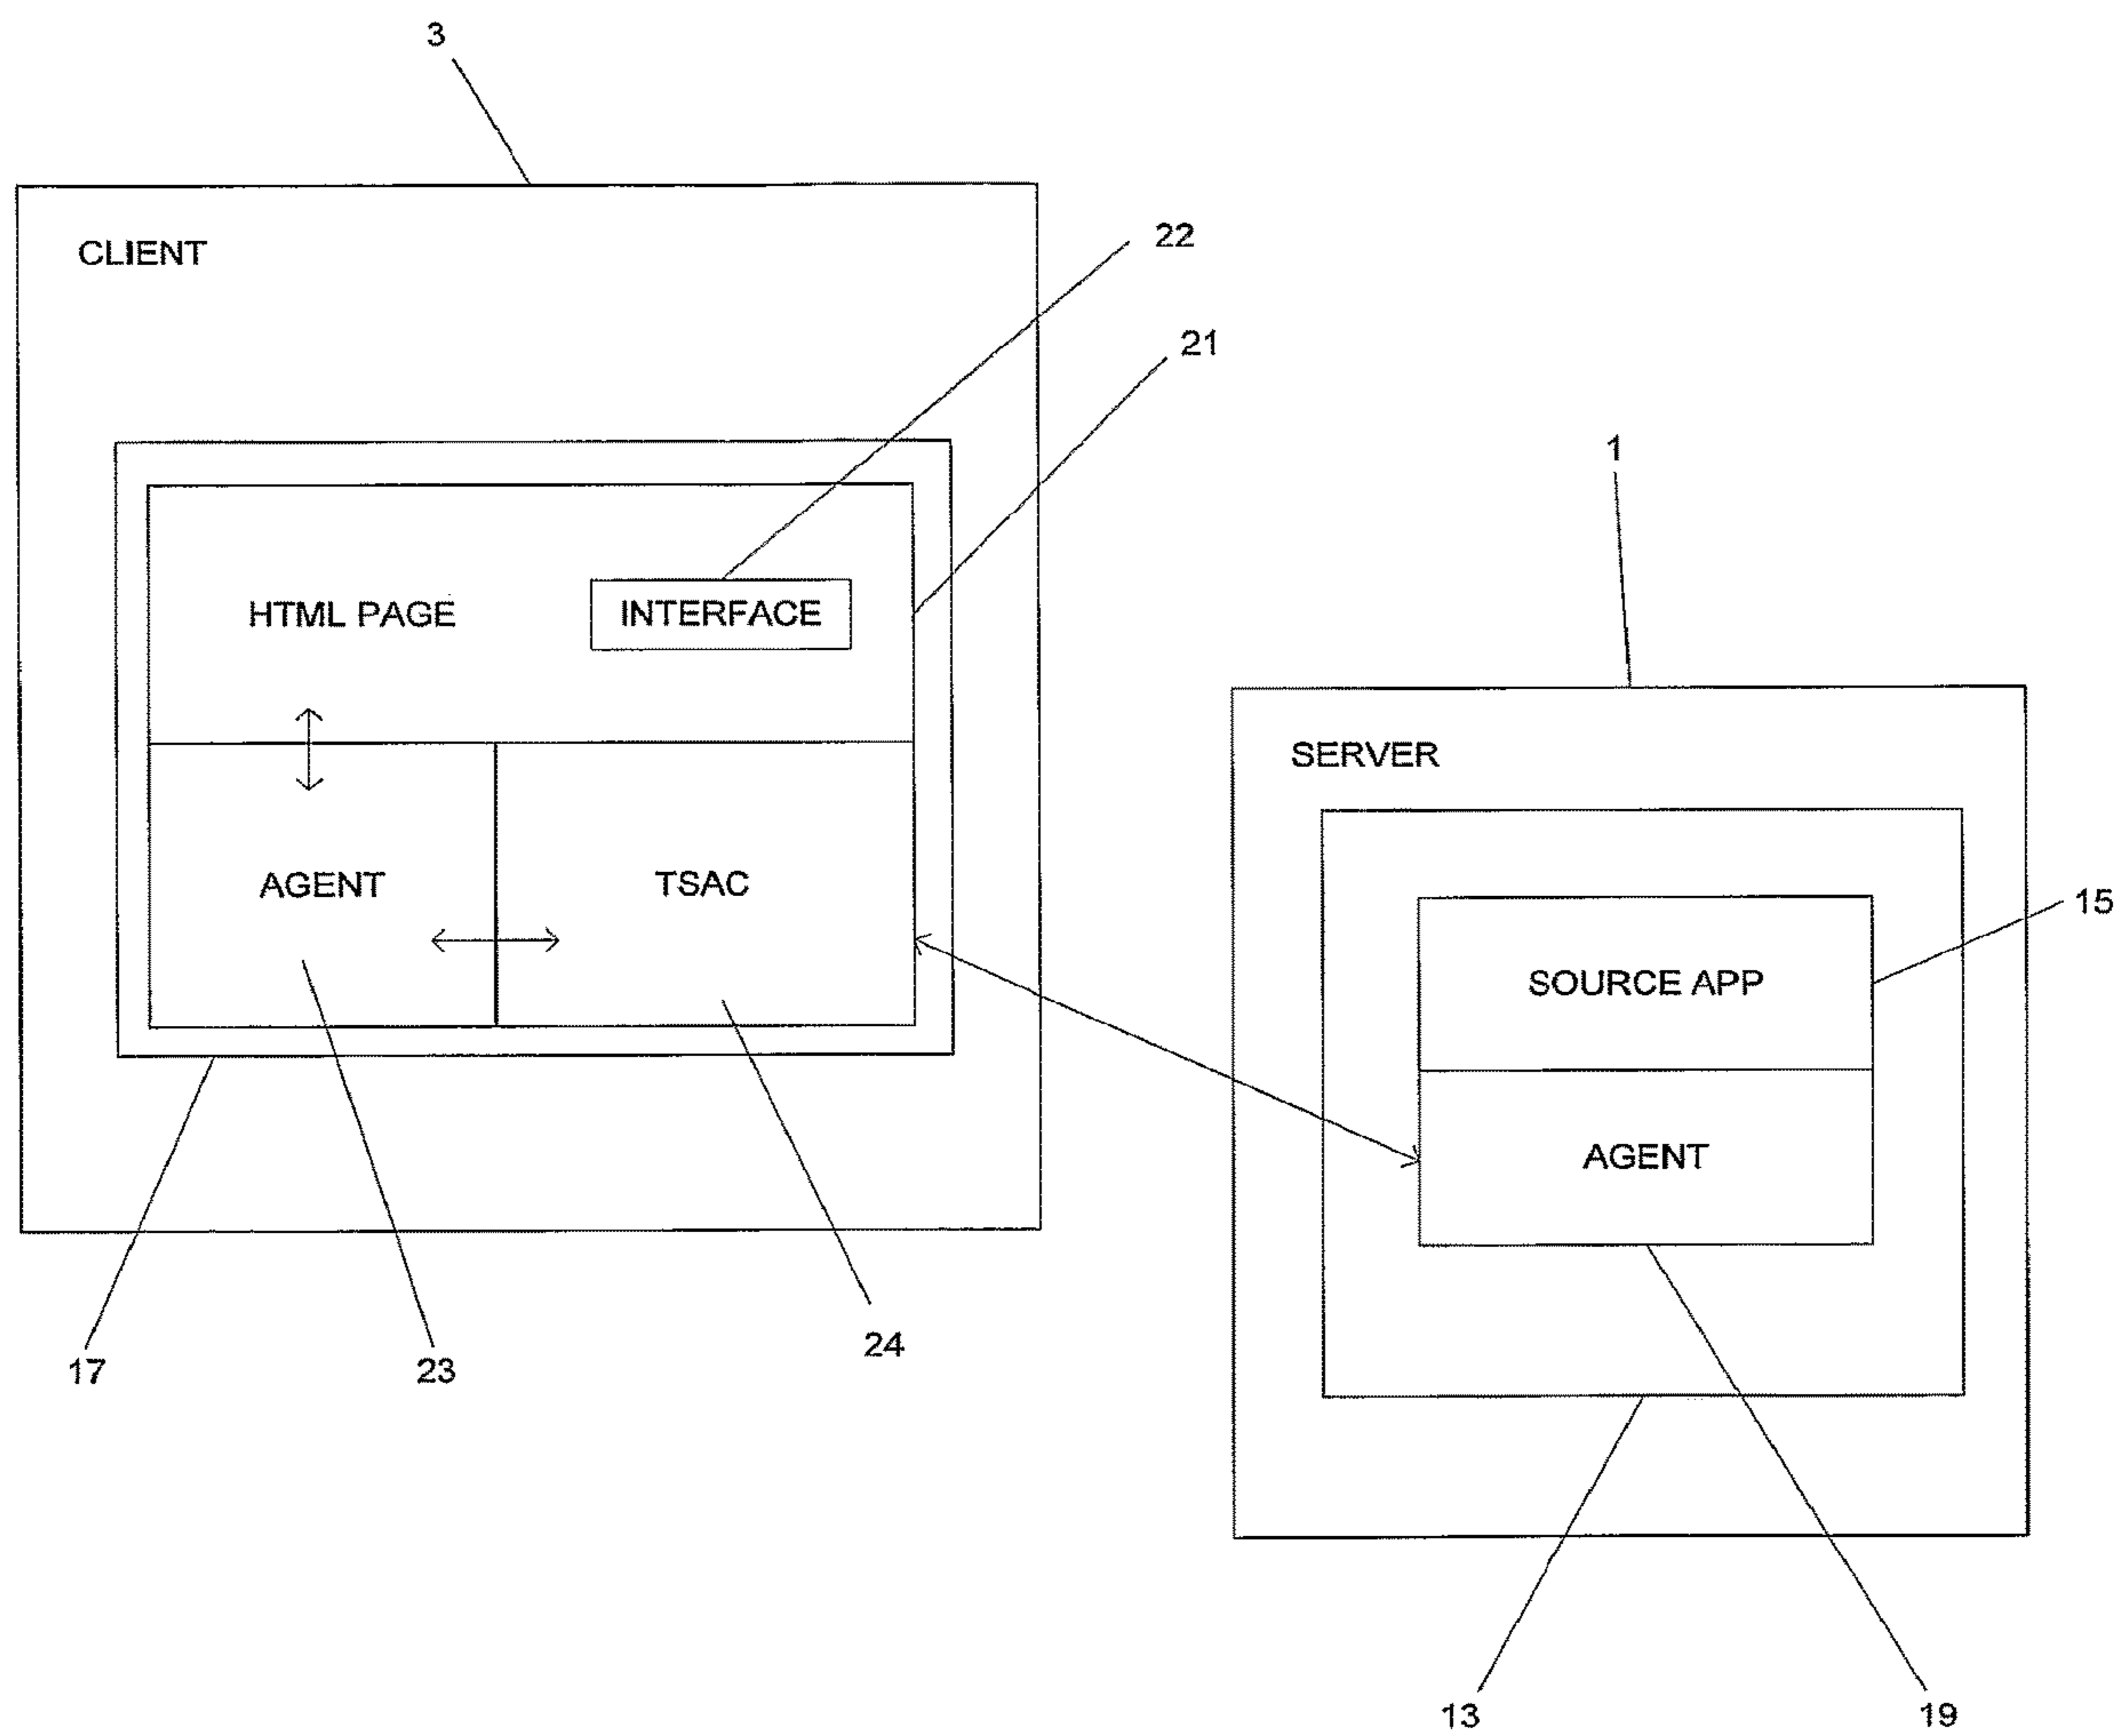 3
CLIENT
22
21
HTML PAGE
INTERFACE
AGENT
TSAC
17
23
24
1
SERVER
SOURCE APP
15
AGENT
13
19